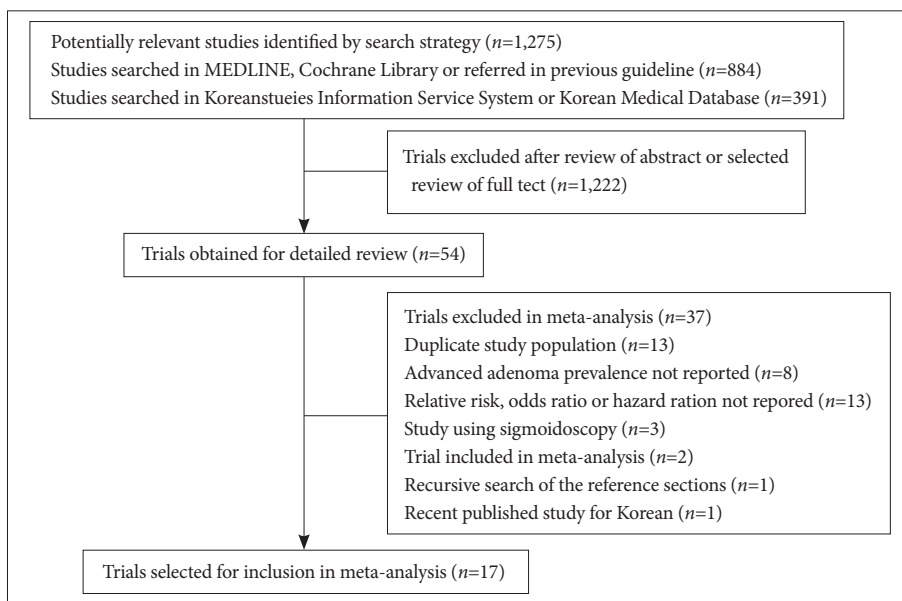 Potentially relevant studies identified by search strategy (n=1,275)
Studies searched in MEDLINE, Cochrane Library or referred in previous guideline (n=884)
Studies searched in Koreanstueies Information Service System or Korean Medical Database (n=391)
Trials excluded after review of abstract or selected
review of full tect (n=1,222)
Trials obtained for detailed review (n=54)
Trials excluded in meta-analysis (n=37)
Duplicate study population (n=13)
Advanced adenoma prevalence not reported (n=8)
Relative risk, odds ratio or hazard ration not repored (n=13)
Study using sigmoidoscopy (n=3)
Trial included in meta-analysis (n=2)
Recursive search of the reference sections (n=1)
Recent published study for Korean (n=1)
Trials selected for inclusion in meta-analysis (n=17)